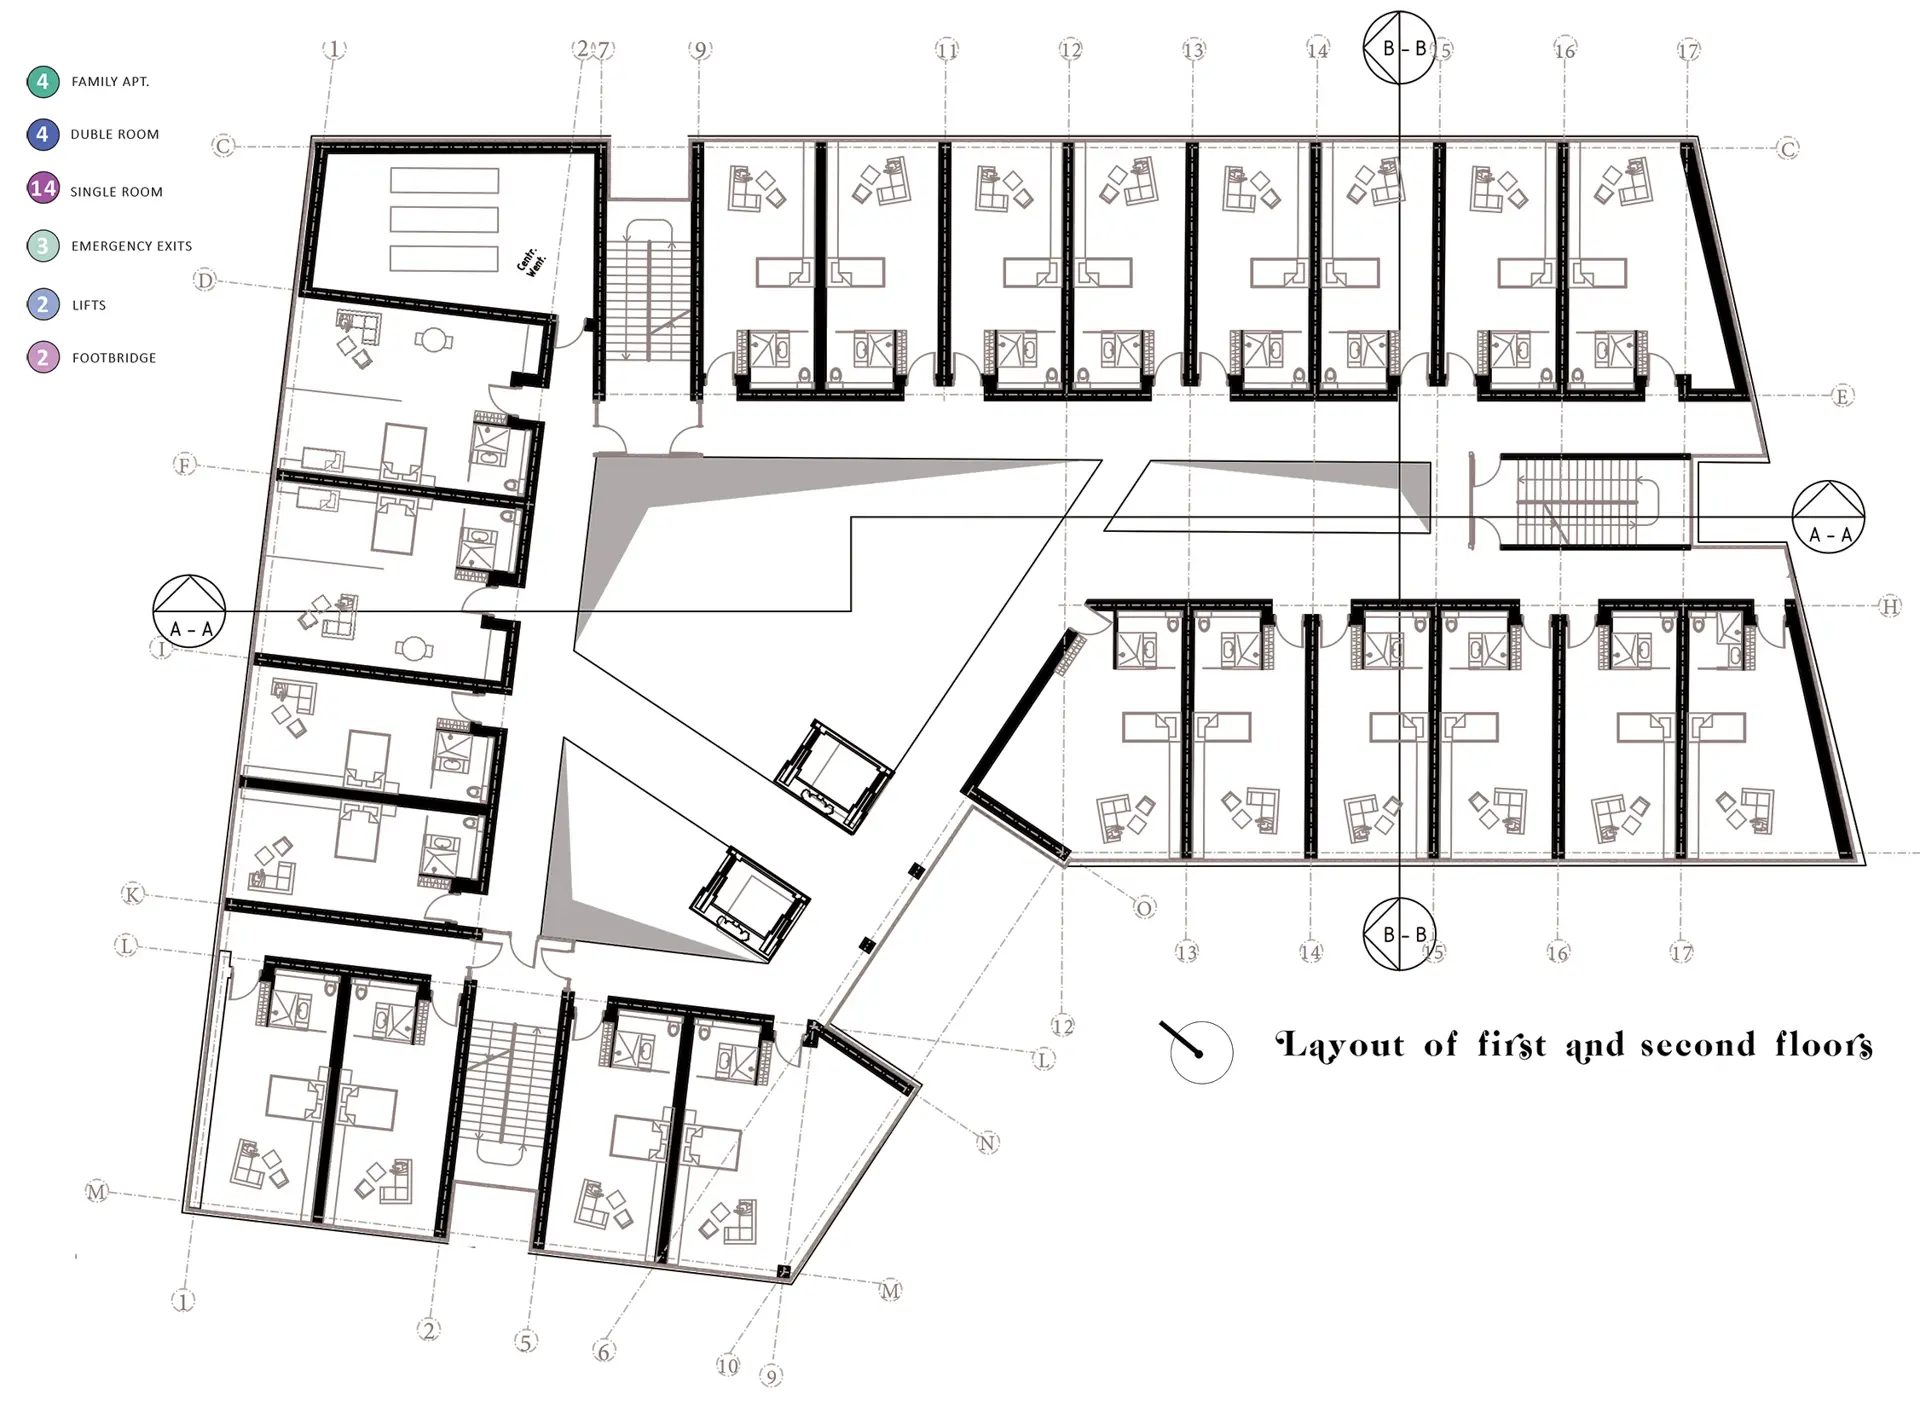 1
2
7
9
11
12
13
14
B - B
15
16
17
4 FAMILY APT.
4 DUBLE ROOM
14 SINGLE ROOM
3 EMERGENCY EXITS
2 LIFTS
2 FOOTBRIDGE
C
C
Centr.
Went.
D
E
F
A - A
A - A
H
I
K
O
L
B - B
13
14
15
16
17
12
L
Layout of first and second floors
N
M
M
1
2
5
6
10
9